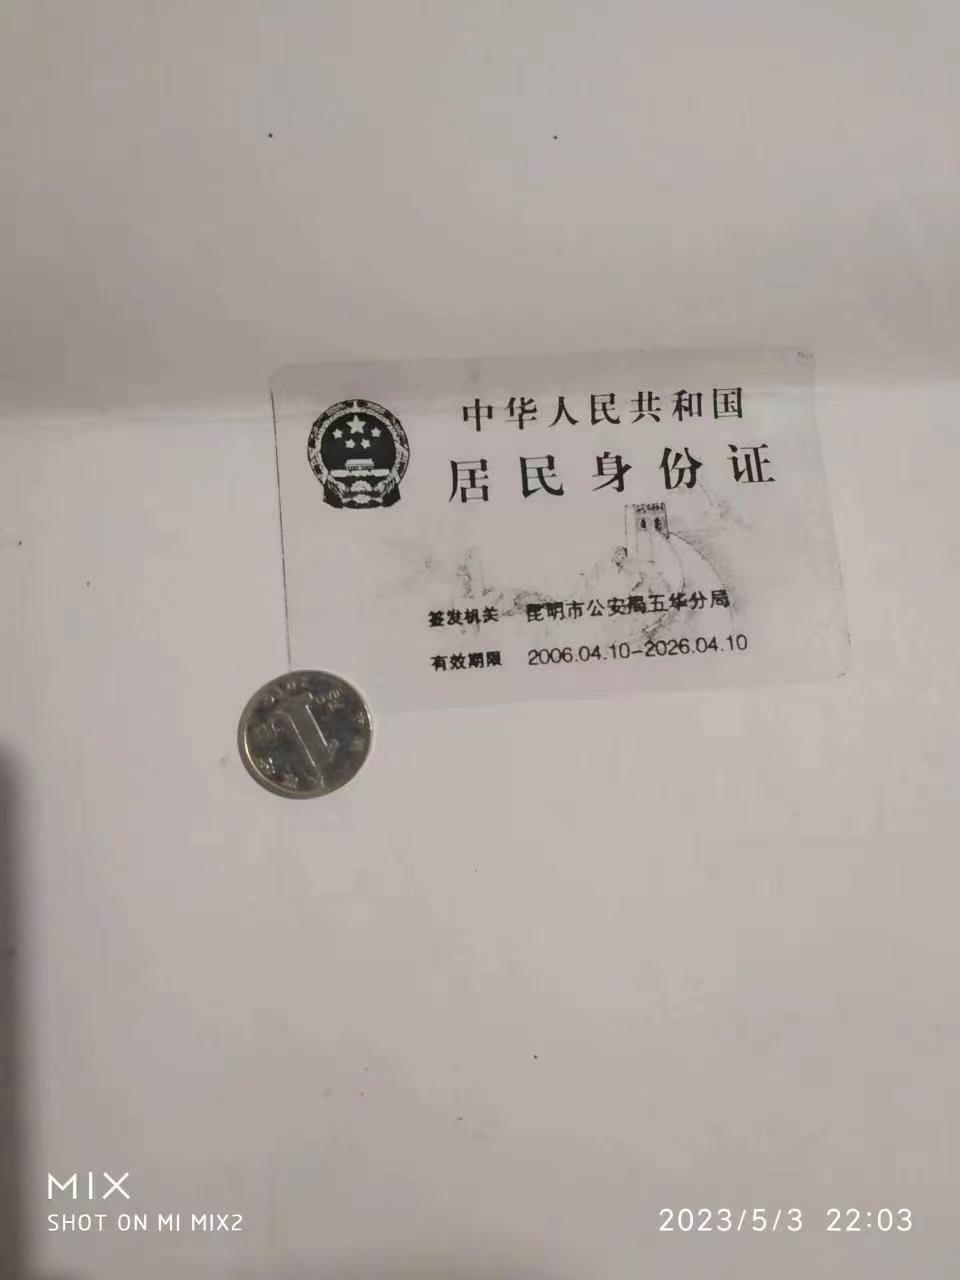 中华人民共和国
居民身份证
签发机关 昆明市公安局五华分局
有效期限 2006.04.10-2026.04.10
1
MIX
SHOT ON MI MIX2
2023/5/3 22:03